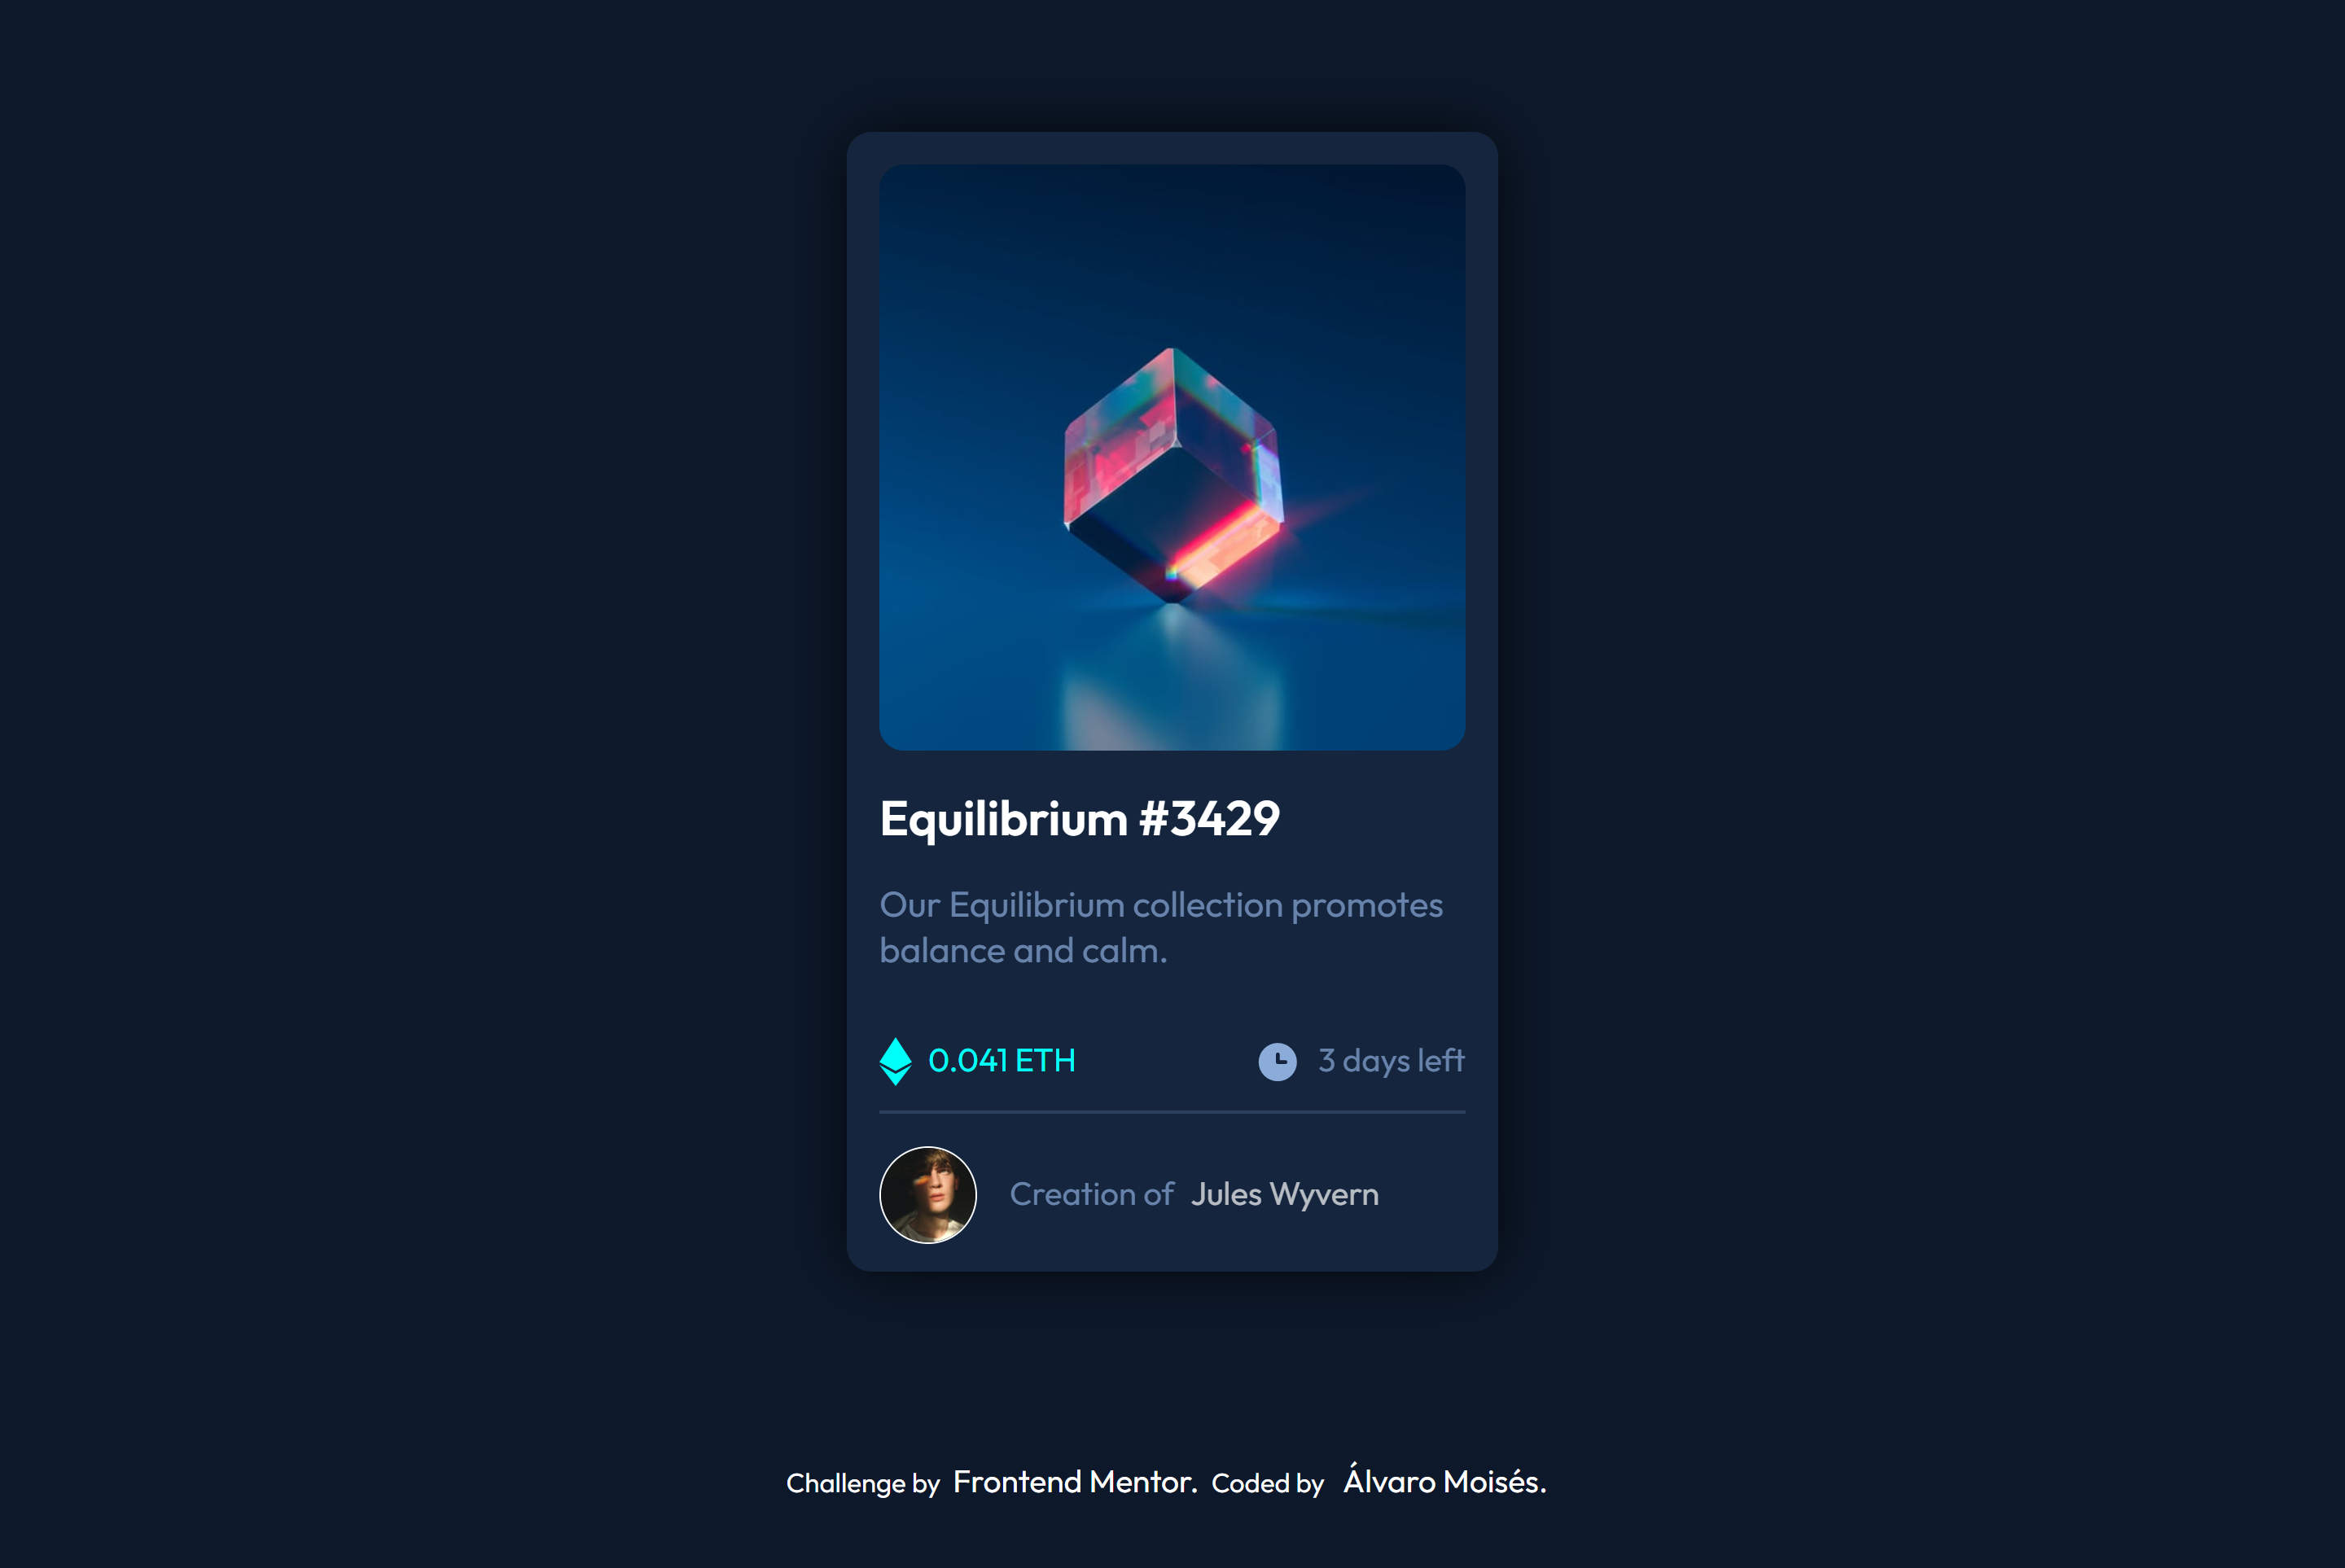 Equilibrium #3429
Our Equilibrium collection promotes
balance and calm.
0.041 ETH
3 days left
Creation of Jules Wyvern
Challenge by Frontend Mentor. Coded by Álvaro Moisés.